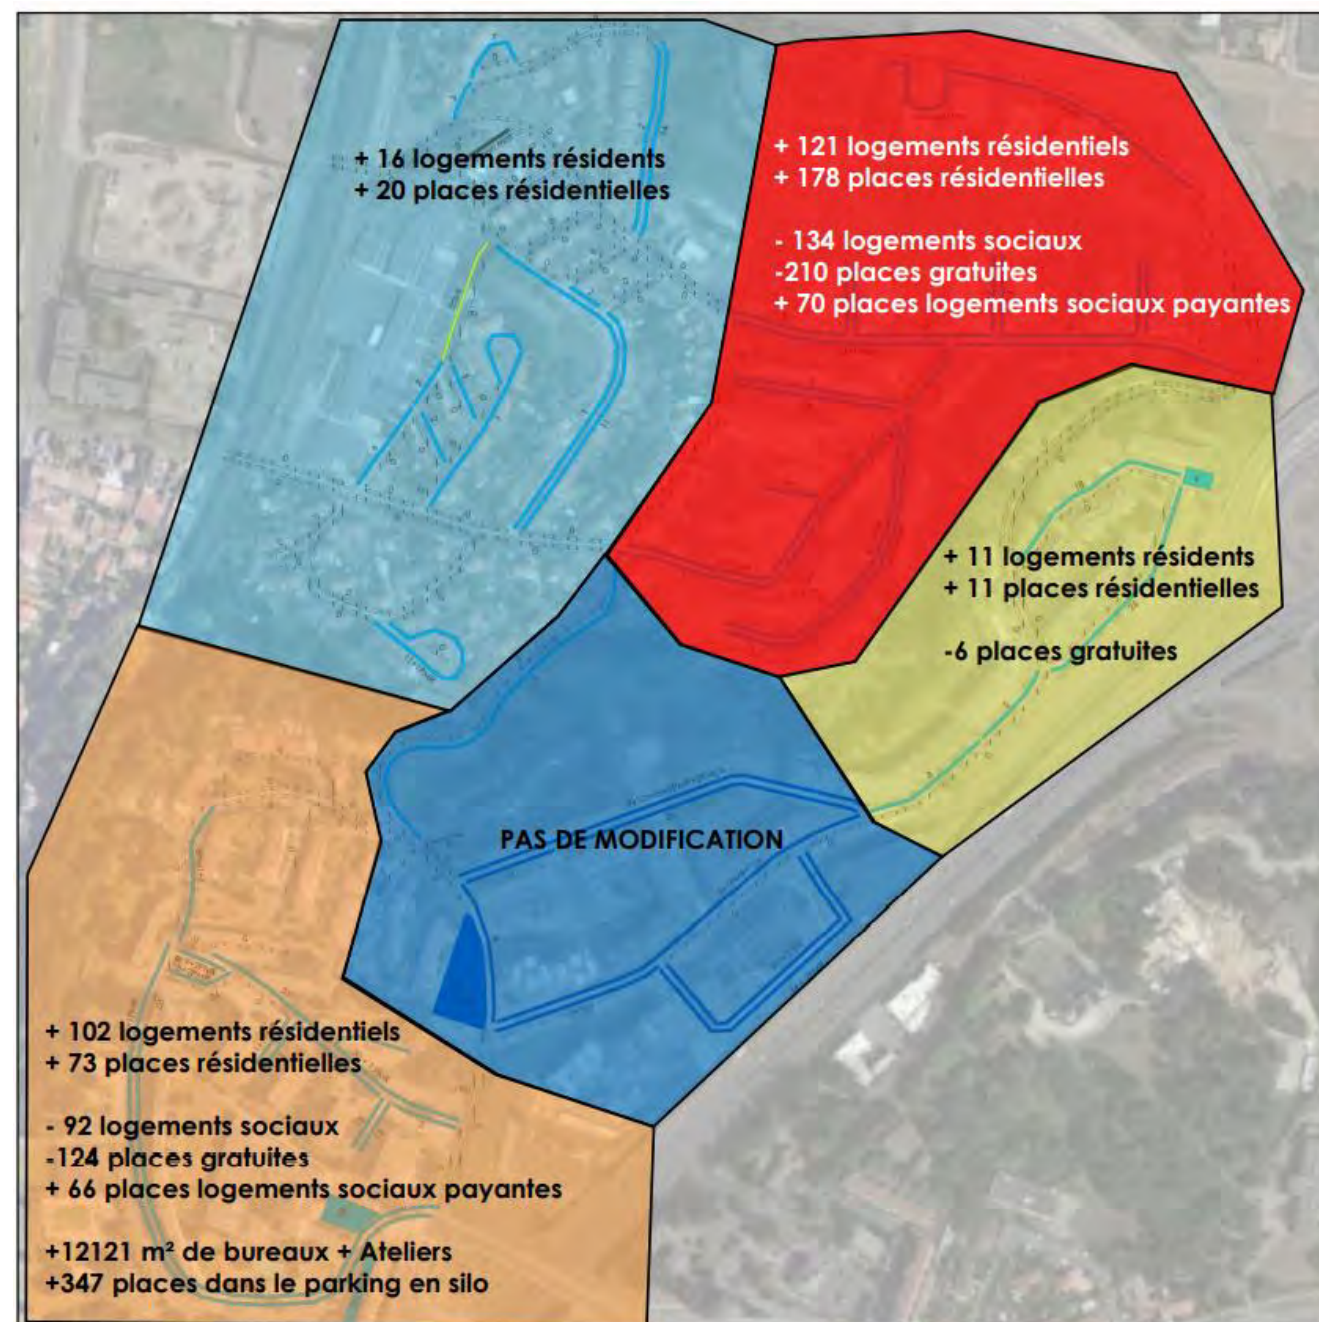 + 16 logements résidents
+ 20 places résidentielles
+ 121 logements résidentiels
+ 178 places résidentielles
- 134 logements sociaux
-210 places gratuites
+ 70 places logements sociaux payantes
+ 11 logements résidents
+ 11 places résidentielles
-6 places gratuites
PAS DE MODIFICATION
+ 102 logements résidentiels
+ 73 places résidentielles
- 92 logements sociaux
-124 places gratuites
+ 66 places logements sociaux payantes
+12121 m² de bureaux + Ateliers
+347 places dans le parking en silo